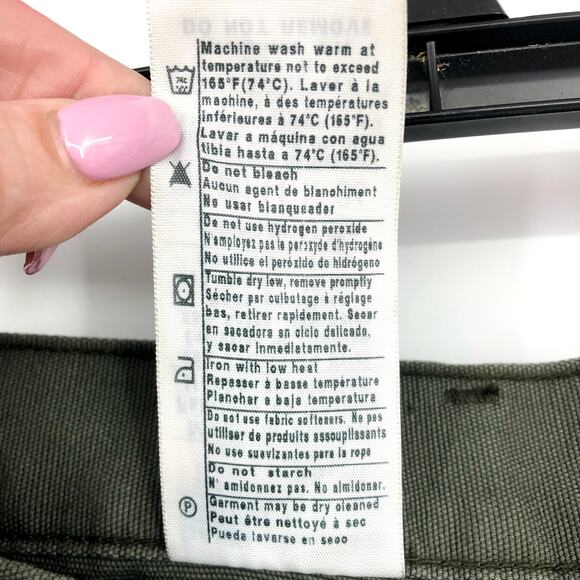 DO NOT REMOVE
Machine wash warm at
temperature not to exceed
74C
165°F(74°C). Laver à la
machine, à des températures
inférieures à 74°C (165°F).
Lavar a máquina con agua
tibia hasta a 74°C (165°F).
Do not bleach
Aucun agent de blanchiment
No usar blanqueador
Do not use hydrogen peroxide
N'employez pas le peroxyde d'hydrogène
No utilice el peróxido de hidrógeno
Tumble dry low, remove promptly
Sécher par culbutage à réglage
bas, retirer rapidement. Secar
en secadora en ciclo delicado,
y sacar inmediatamente.
Iron with low heat
Repasser à basse température
Planchar a baja temperatura
Do not use fabric softeners. Ne pas
utiliser de produits assouplissants
No use suavizantes para la ropa
Do not starch
N' amidonnez pas. No almidonar.
P
Garment may be dry cleaned
Peut être nettoyé à sec
Puede lavarse en seco